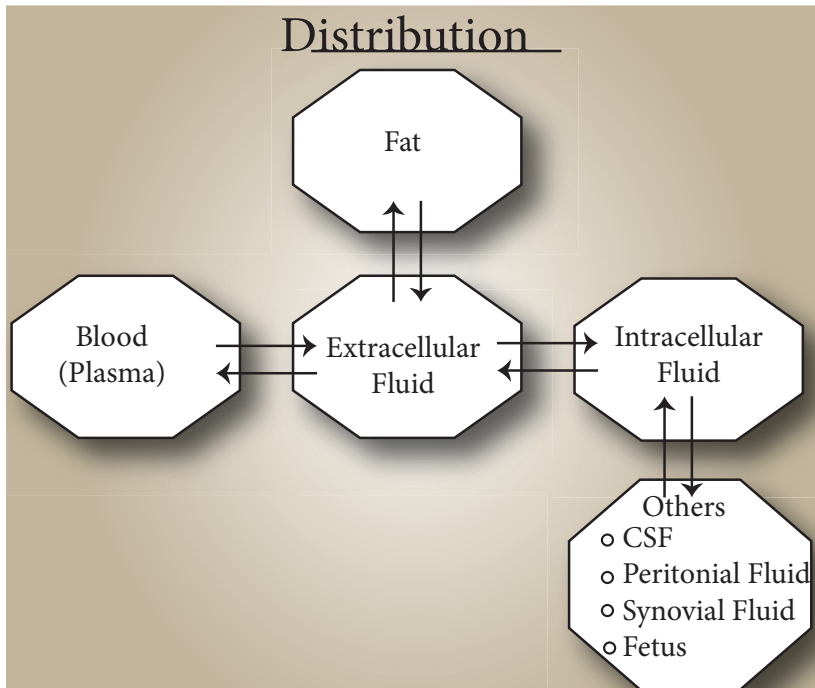 Distribution
Fat
Blood
(Plasma)
Extracellular
Fluid
Intracellular
Fluid
Others
CSF
Peritonial Fluid
Synovial Fluid
Fetus